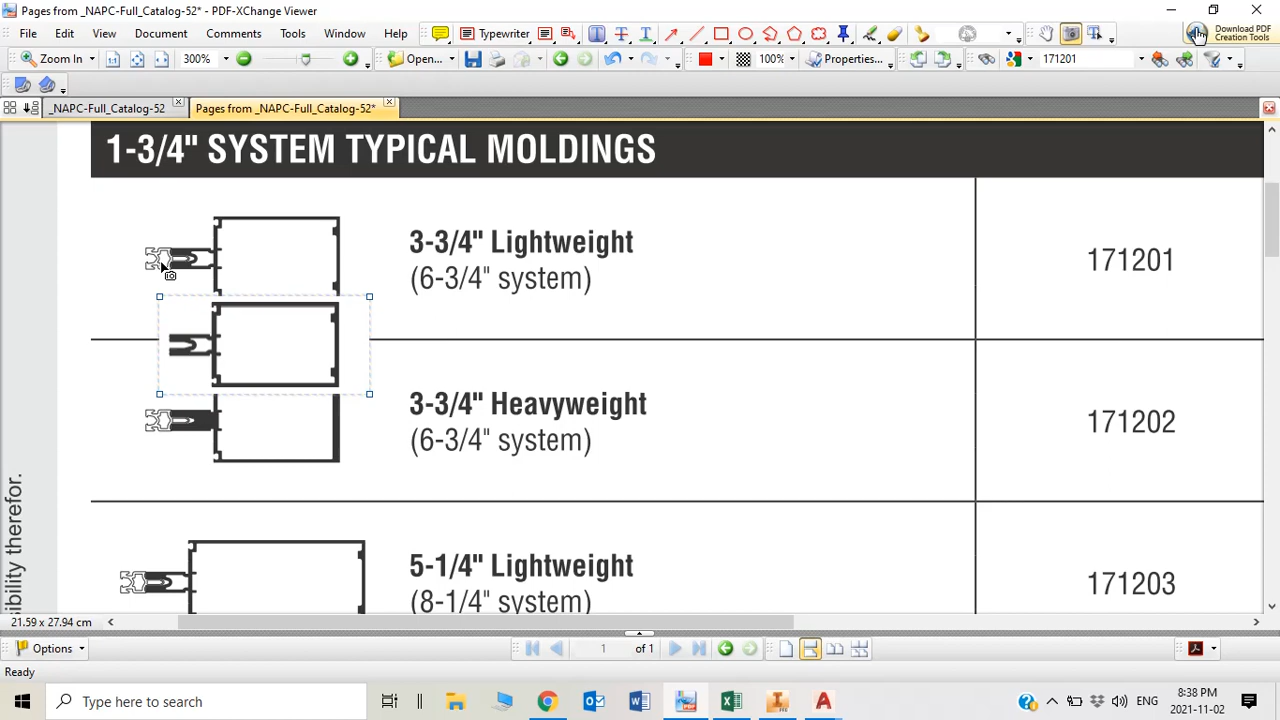 Pages from _NAPC-Full_Catalog-52* - PDF-XChange Viewer
File Edit View Document Comments Tools Window Help
Typewriter
Download PDF
Creation Tools
Zoom In 300% Open... 100% Properties... 171201
_NAPC-Full_Catalog-52 Pages from _NAPC-Full_Catalog-52*
1-3/4" SYSTEM TYPICAL MOLDINGS
3-3/4" Lightweight
(6-3/4" system)
171201
3-3/4" Heavyweight
(6-3/4" system)
171202
5-1/4" Lightweight
(8-1/4" system)
171203
sibility therefor.
21.59 x 27.94 cm
Options 1 of 1
Ready
Type here to search
ENG
8:38 PM
2021-11-02